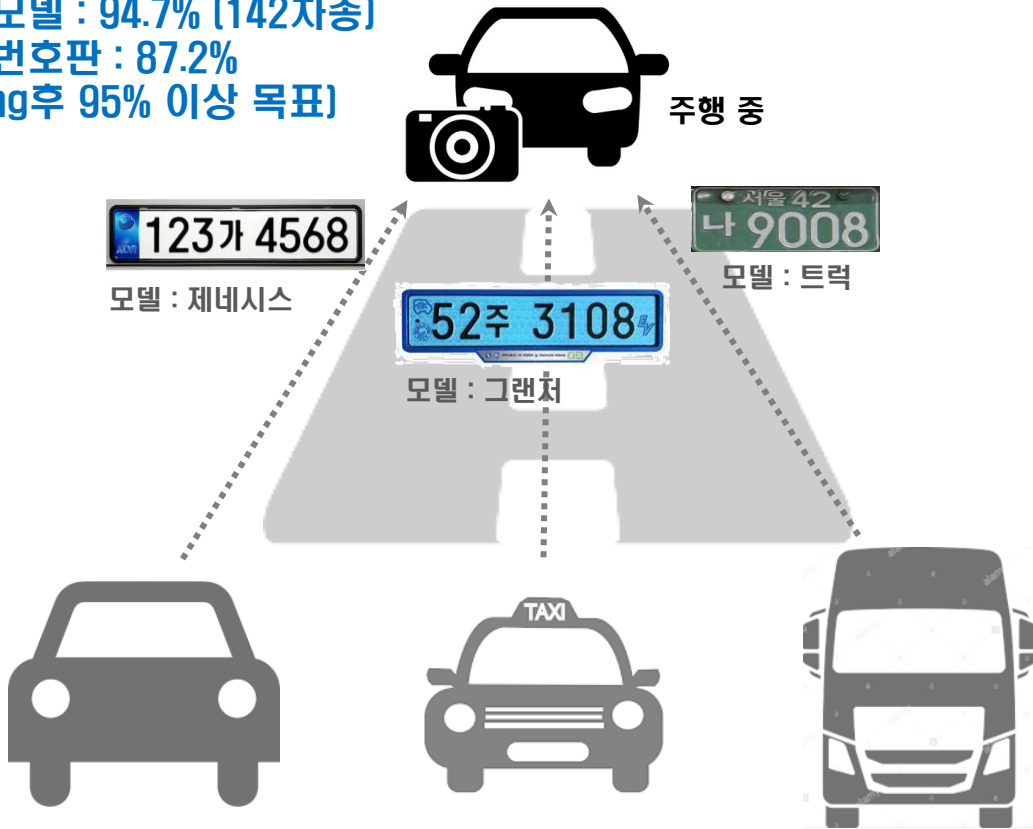 모델 : 94.7% (142차종)
번호판 : 87.2%
ng후 95% 이상 목표)
주행 중
123가 4568
모델 : 제네시스
서울 42
나 9008
모델 : 트럭
52주 3108 EV
모델 : 그랜저
TAXI
alamy